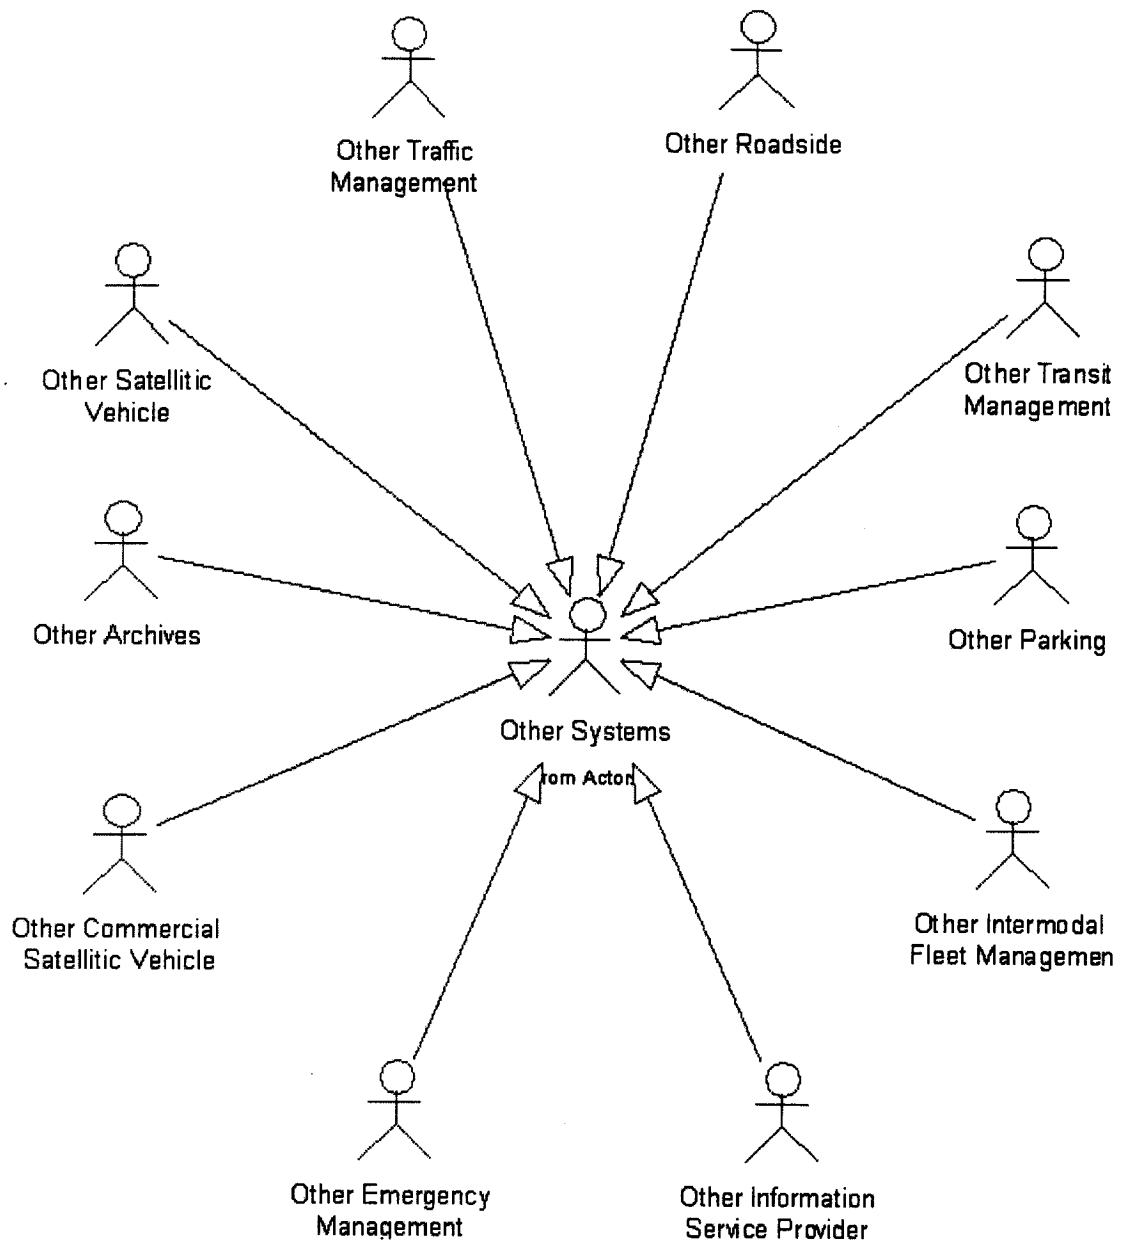 Other Traffic
Management
Other Roadside
Other Satellitic
Vehicle
Other Transit
Management
Other Archives
Other Parking
Other Systems
rom Actor
Other Commercial
Satellitic Vehicle
Other Intermodal
Fleet Managemen
Other Emergency
Management
Other Information
Service Provider